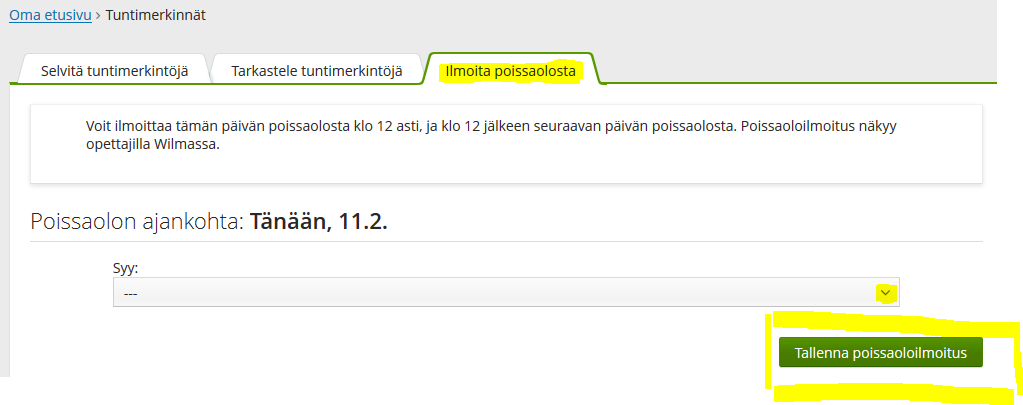 Oma etusivu › Tuntimerkinnät
Selvitä tuntimerkintöjä Tarkastele tuntimerkintöjä Ilmoita poissaolosta
Voit ilmoittaa tämän päivän poissaolosta klo 12 asti, ja klo 12 jälkeen seuraavan päivän poissaolosta. Poissaoloilmoitus näkyy
opettajilla Wilmassa.
Poissaolon ajankohta: Tänään, 11.2.
Syy:
---
Tallenna poissaoloilmoitus